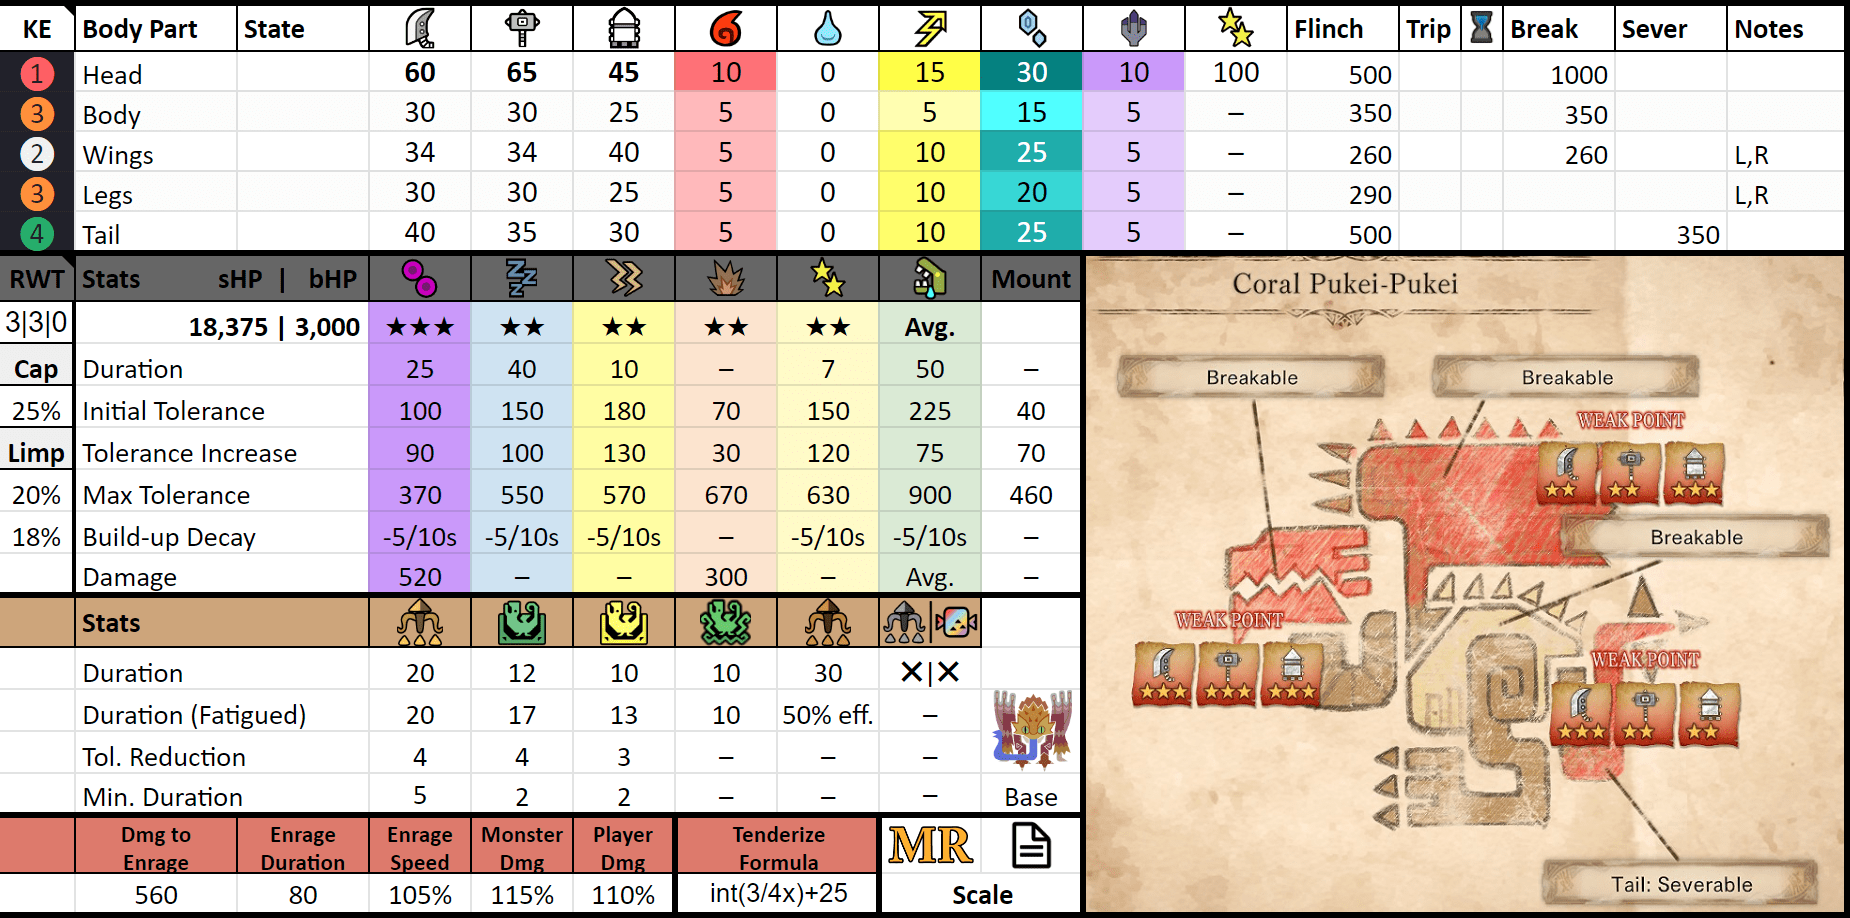 KE Body Part State Flinch Trip Break Sever Notes
1 Head 60 65 45 10 0 15 30 10 100 500 1000
3 Body 30 30 25 5 0 5 15 5 – 350 350
2 Wings 34 34 40 5 0 10 25 5 – 260 260 L,R
3 Legs 30 30 25 5 0 10 20 5 – 290 L,R
4 Tail 40 35 30 5 0 10 25 5 – 500 350
RWT Stats sHP | bHP Mount
3|3|0 18,375 | 3,000 ★★★ ★★ ★★ ★★ ★★ Avg.
Cap Duration 25 40 10 – 7 50 –
25% Initial Tolerance 100 150 180 70 150 225 40
Limp Tolerance Increase 90 100 130 30 120 75 70
20% Max Tolerance 370 550 570 670 630 900 460
18% Build-up Decay -5/10s -5/10s -5/10s – -5/10s -5/10s –
Damage 520 – – 300 – Avg. –
Stats
Duration 20 12 10 10 30 ✕|✕
Duration (Fatigued) 20 17 13 10 50% eff. –
Tol. Reduction 4 4 3 – – –
Min. Duration 5 2 2 – – – Base
Dmg to Enrage Enrage Duration Enrage Speed Monster Dmg Player Dmg Tenderize Formula MR
560 80 105% 115% 110% int(3/4x)+25 Scale
Coral Pukei-Pukei
Breakable Breakable
WEAK POINT
Breakable
WEAK POINT
WEAK POINT
Tail: Severable